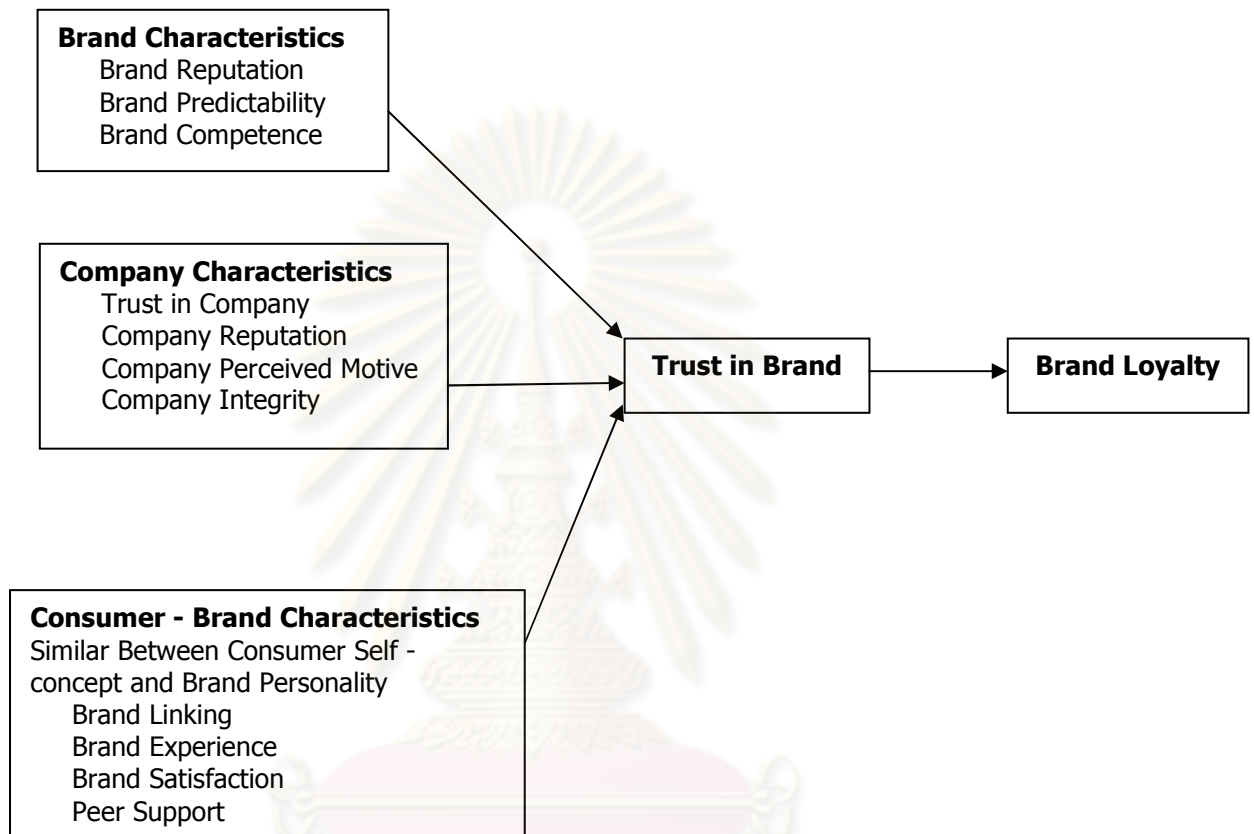 Brand Characteristics
Brand Reputation
Brand Predictability
Brand Competence
Company Characteristics
Trust in Company
Company Reputation
Company Perceived Motive
Company Integrity
Trust in Brand
Brand Loyalty
Consumer - Brand Characteristics
Similar Between Consumer Self -
concept and Brand Personality
Brand Linking
Brand Experience
Brand Satisfaction
Peer Support